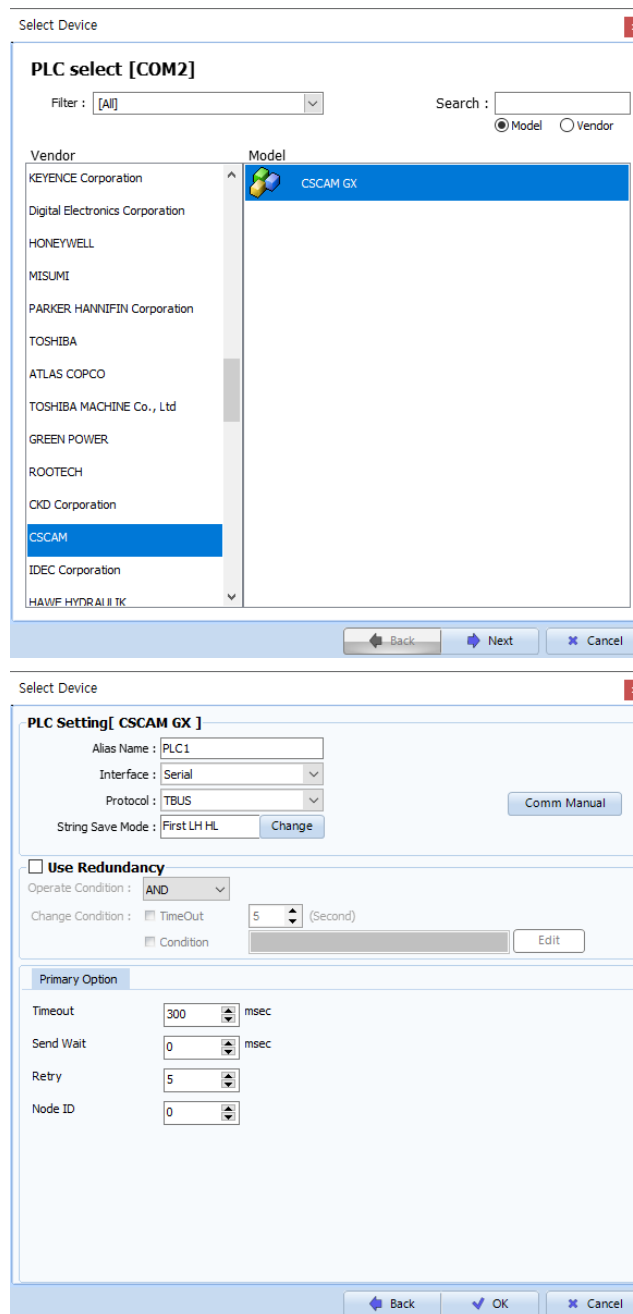 Select Device
PLC select [COM2]
Filter : [All]
Search :
Model Vendor
Vendor Model
KEYENCE Corporation
CSCAM GX
Digital Electronics Corporation
HONEYWELL
MISUMI
PARKER HANNIFIN Corporation
TOSHIBA
ATLAS COPCO
TOSHIBA MACHINE Co., Ltd
GREEN POWER
ROOTECH
CKD Corporation
CSCAM
IDEC Corporation
HAWE HYDRAULIK
Back Next Cancel
Select Device
PLC Setting[ CSCAM GX ]
Alias Name : PLC1
Interface : Serial
Protocol : TBUS
Comm Manual
String Save Mode : First LH HL Change
Use Redundancy
Operate Condition : AND
Change Condition : TimeOut 5 (Second)
Condition Edit
Primary Option
Timeout 300 msec
Send Wait 0 msec
Retry 5
Node ID 0
Back OK Cancel